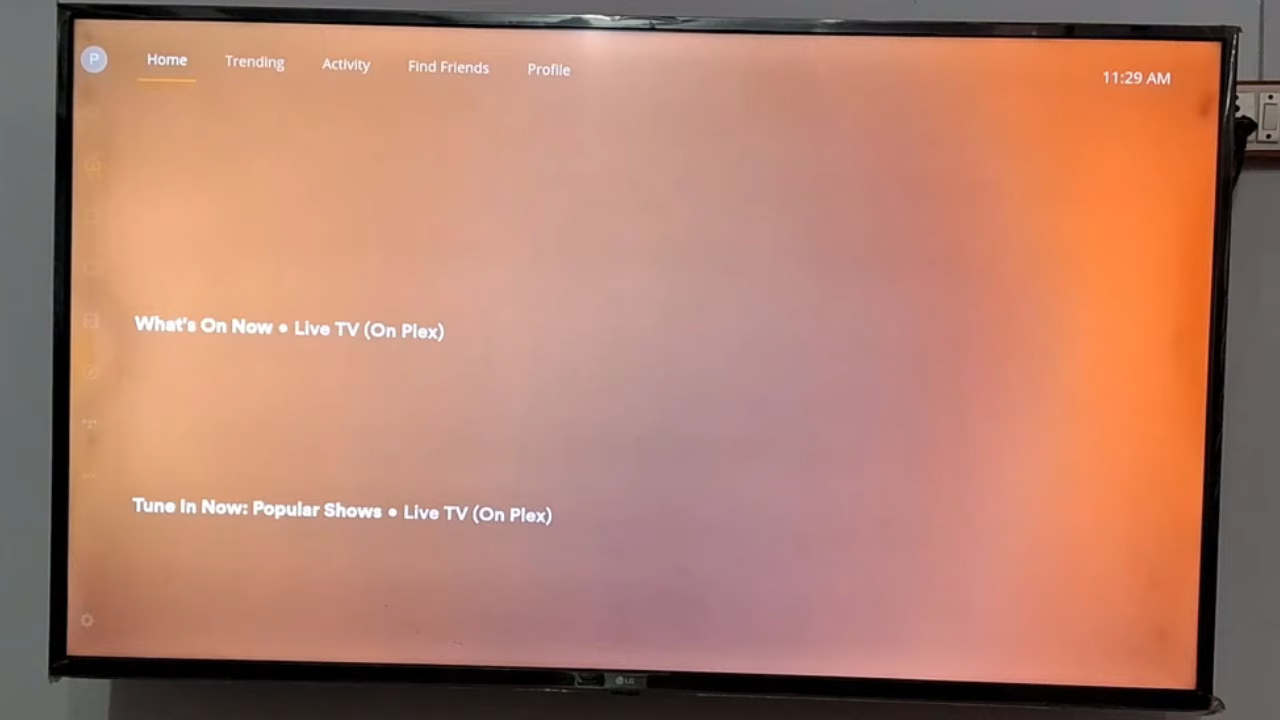 P Home Trending Activity Find Friends Profile 11:29 AM
What's On Now • Live TV (On Plex)
Tune In Now: Popular Shows • Live TV (On Plex)
LG